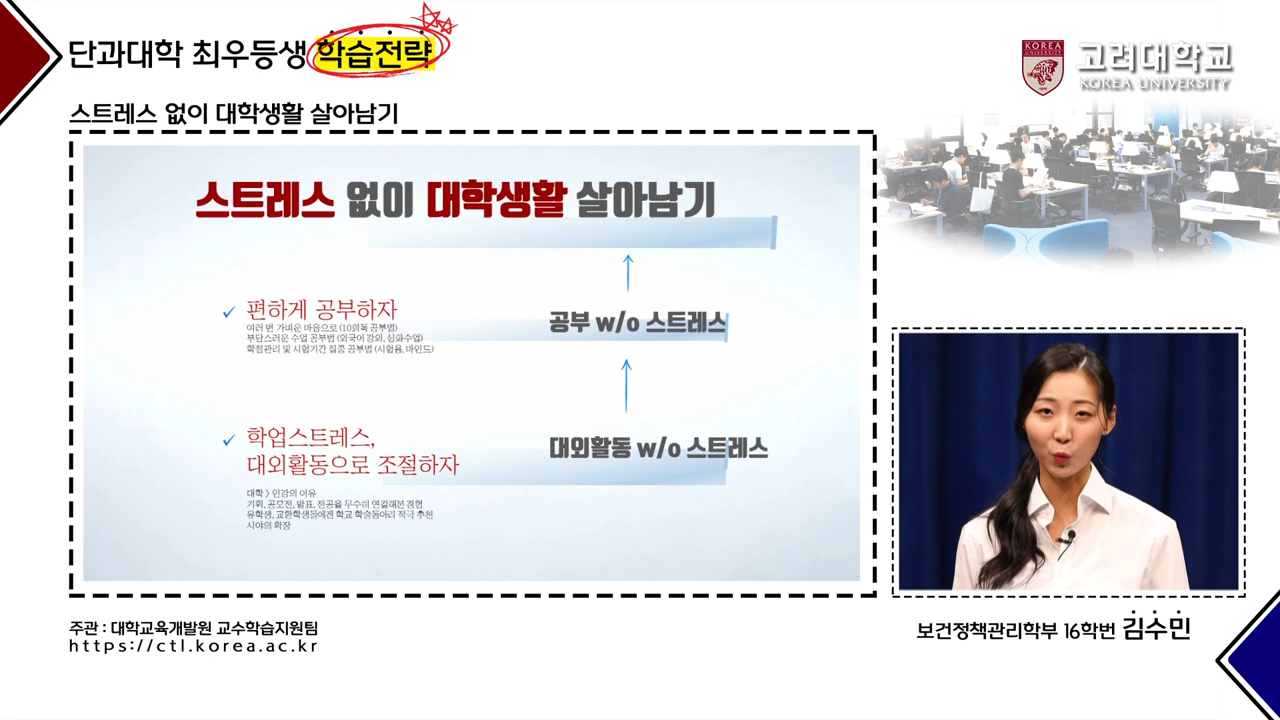 단과대학 최우등생 학습전략
KOREA
UNIVERSITY
고려대학교
KOREA UNIVERSITY
스트레스 없이 대학생활 살아남기
스트레스 없이 대학생활 살아남기
✓ 편하게 공부하자
여러 번 가벼운 마음으로 (10회독 공부법)
부담스러운 수업 공부법 (외국어 강의, 심화수업)
학점관리 및 시험기간 집중 공부법 (시험용, 마인드)
공부 w/o 스트레스
✓ 학업스트레스,
대외활동으로 조절하자
대학 > 인강의 이유
기획, 공모전, 발표, 전공을 무수히 연결해본 경험
유학생, 교환학생들에겐 학교 학술동아리 적극 추천
시야의 확장
대외활동 w/o 스트레스
주관 : 대학교육개발원 교수학습지원팀
https://ctl.korea.ac.kr
보건정책관리학부 16학번 김수민